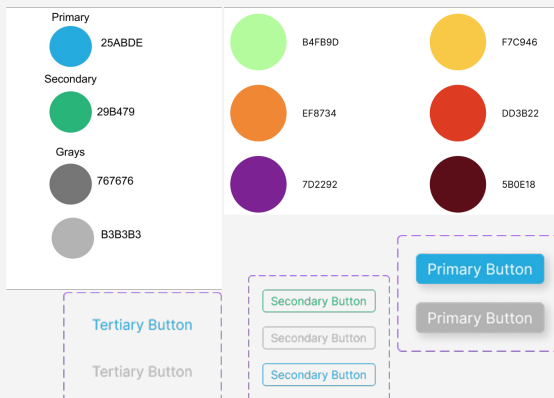 Primary
25ABDE
Secondary
29B479
Grays
767676
B3B3B3
B4FB9D
F7C946
EF8734
DD3B22
7D2292
5B0E18
Primary Button
Primary Button
Secondary Button
Secondary Button
Secondary Button
Tertiary Button
Tertiary Button